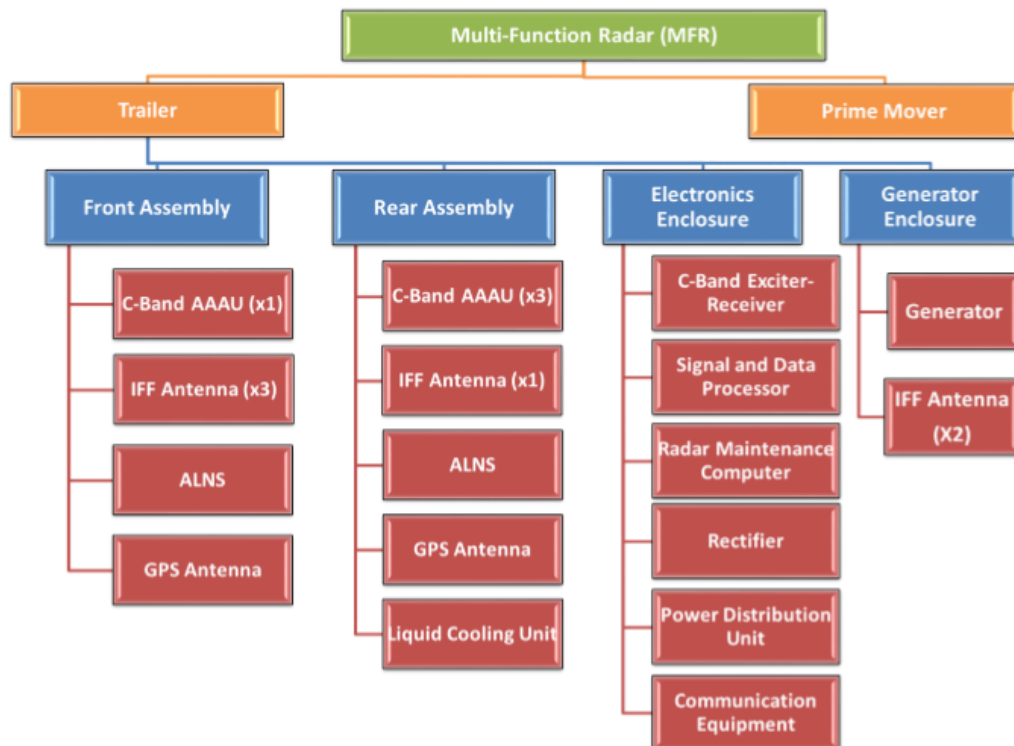 Multi-Function Radar (MFR)
Trailer
Prime Mover
Front Assembly
Rear Assembly
Electronics
Enclosure
Generator
Enclosure
C-Band AAAU (x1)
IFF Antenna (x3)
ALNS
GPS Antenna
C-Band AAAU (x3)
IFF Antenna (x1)
ALNS
GPS Antenna
Liquid Cooling Unit
C-Band Exciter-
Receiver
Signal and Data
Processor
Radar Maintenance
Computer
Rectifier
Power Distribution
Unit
Communication
Equipment
Generator
IFF Antenna
(X2)